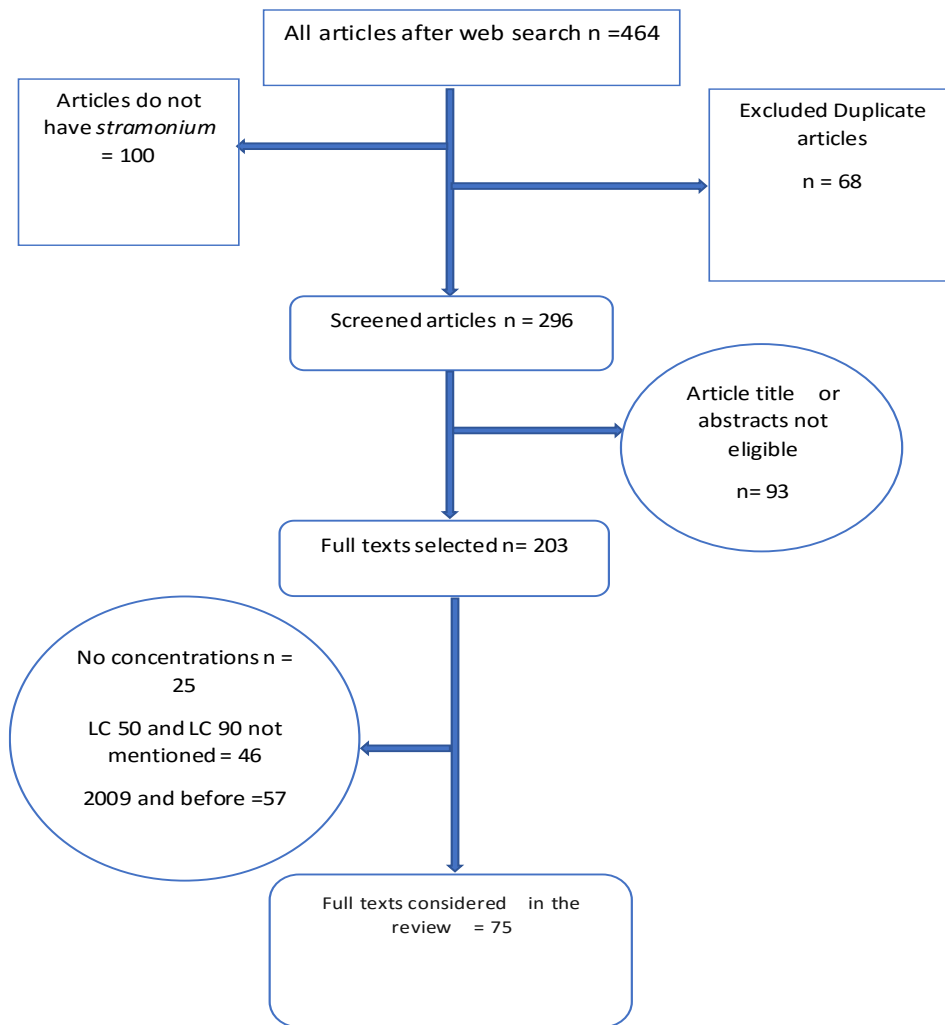 All articles after web search n =464
Articles do not
have stramonium
= 100
Excluded Duplicate
articles
n = 68
Screened articles n = 296
Article title or
abstracts not
eligible
n= 93
Full texts selected n= 203
No concentrations n =
25
LC 50 and LC 90 not
mentioned = 46
2009 and before =57
Full texts considered in the
review = 75